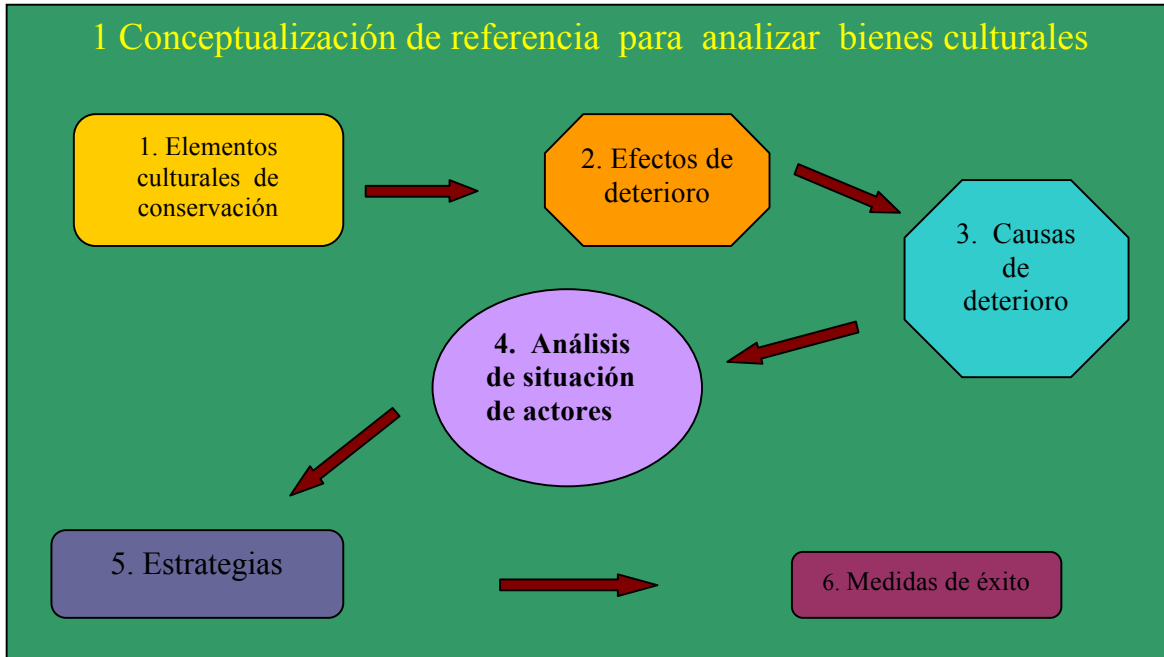 1 Conceptualización de referencia para analizar bienes culturales
1. Elementos
culturales de
conservación
2. Efectos de
deterioro
3. Causas
de
deterioro
4. Análisis
de situación
de actores
5. Estrategias
6. Medidas de éxito